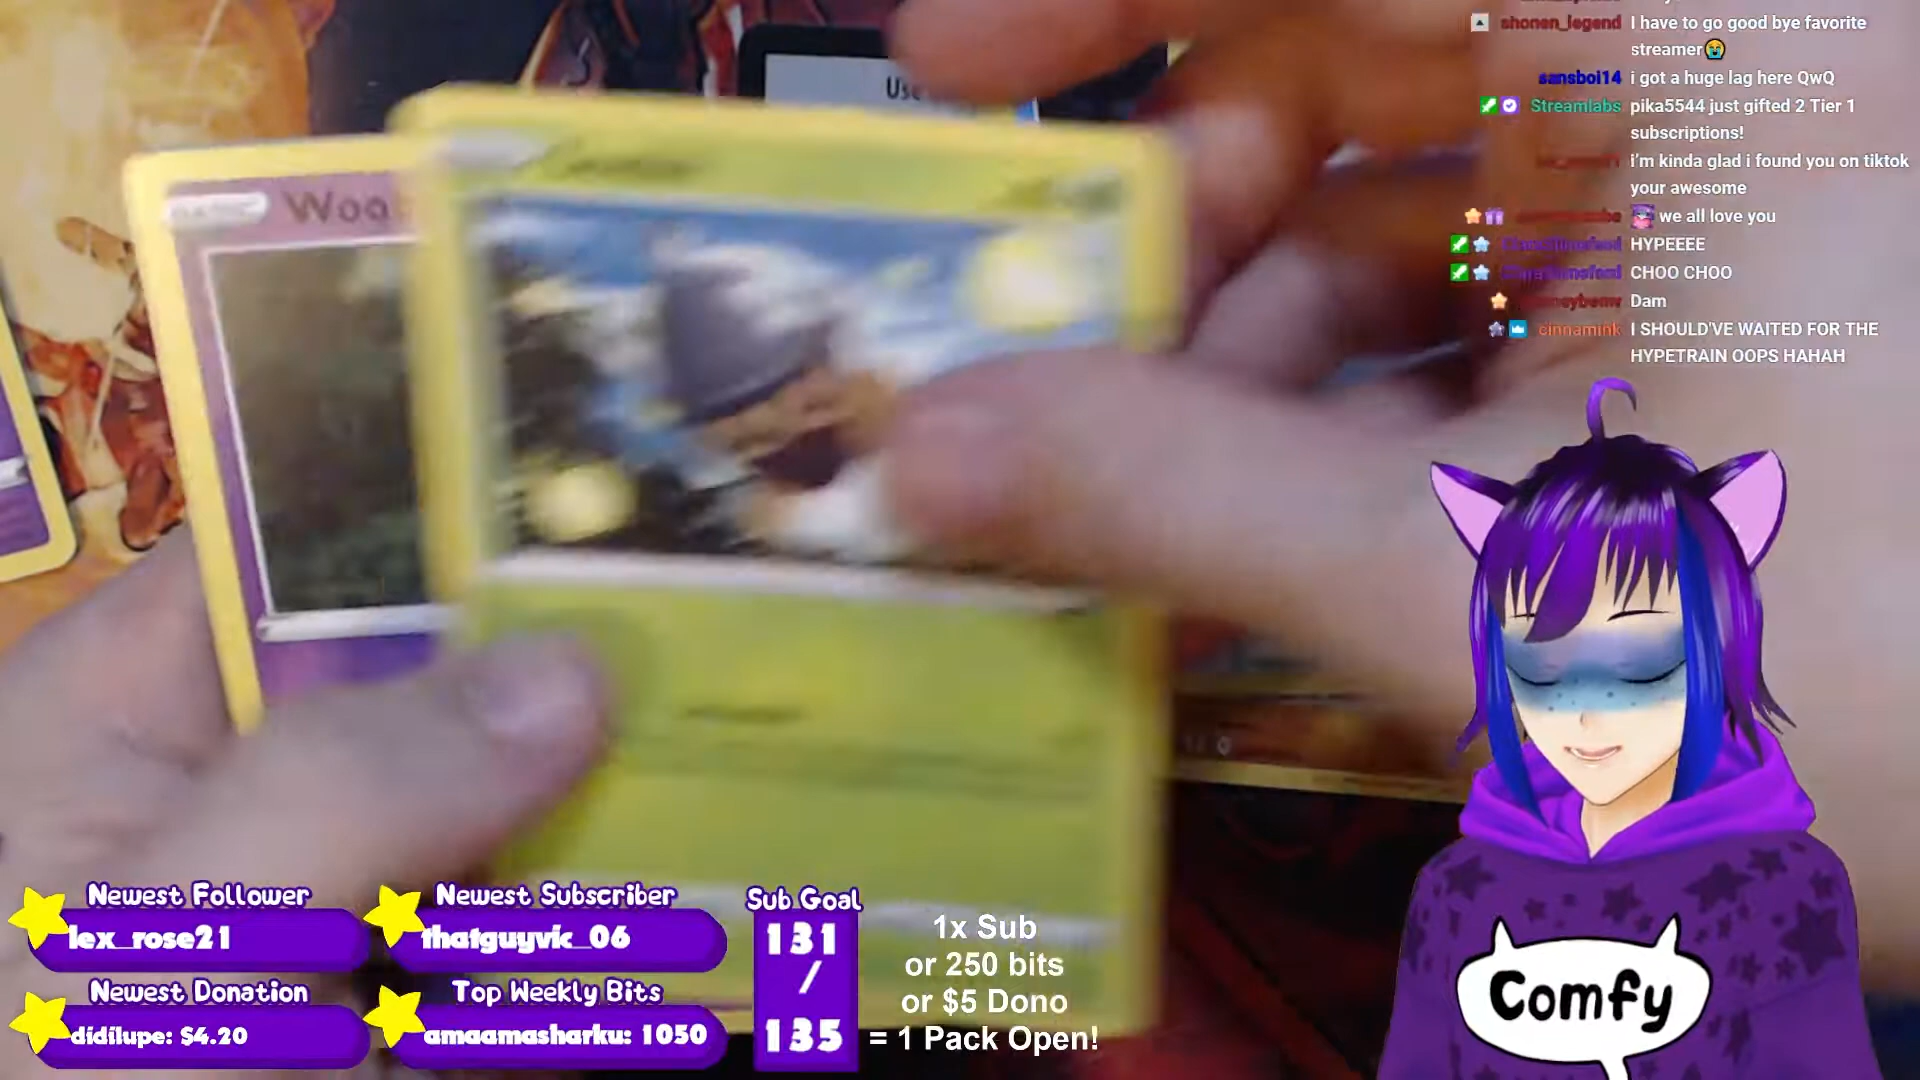 shonen_legend I have to go good bye favorite
streamer😭
sansboi14 i got a huge lag here QwQ
Streamlabs pika5544 just gifted 2 Tier 1
subscriptions!
i'm kinda glad i found you on tiktok
your awesome
we all love you
HYPEEEE
CHOO CHOO
Dam
cinnamink I SHOULD'VE WAITED FOR THE
HYPETRAIN OOPS HAHAH
Use
BASIC Woo
Newest Follower
lex_rose21
Newest Subscriber
thatguyvic_06
Newest Donation
didilupe: $4.20
Top Weekly Bits
amaamasharku: 1050
Sub Goal
131
/
135
1x Sub
or 250 bits
or $5 Dono
= 1 Pack Open!
Comfy